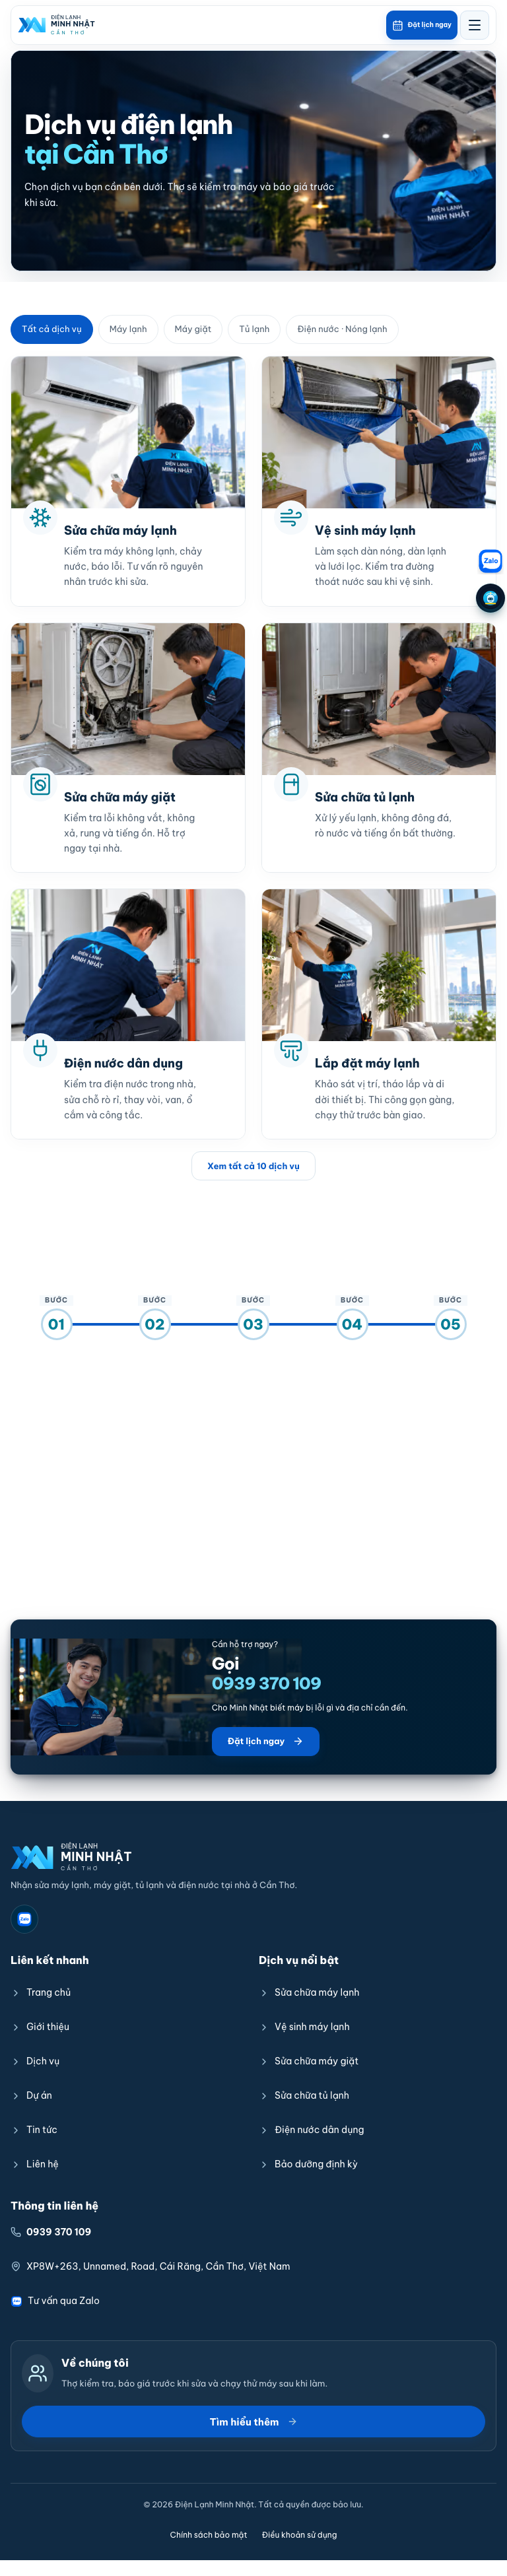 ĐIỆN LẠNH
MINH NHẬT
CẦN THƠ
Đặt lịch ngay
Dịch vụ điện lạnh
tại Cần Thơ
Chọn dịch vụ bạn cần bên dưới. Thợ sẽ kiểm tra máy và báo giá trước
khi sửa.
MINH NHẬT
Tất cả dịch vụ
Máy lạnh
Máy giặt
Tủ lạnh
Điện nước · Nóng lạnh
ĐIỆN LẠNH
MINH NHẬT
Sửa chữa máy lạnh
Kiểm tra máy không lạnh, chảy
nước, báo lỗi. Tư vấn rõ nguyên
nhân trước khi sửa.
Vệ sinh máy lạnh
Làm sạch dàn nóng, dàn lạnh
và lưới lọc. Kiểm tra đường
thoát nước sau khi vệ sinh.
Zalo
Sửa chữa máy giặt
Kiểm tra lỗi không vắt, không
xả, rung và tiếng ồn. Hỗ trợ
ngay tại nhà.
Sửa chữa tủ lạnh
Xử lý yếu lạnh, không đông đá,
rò nước và tiếng ồn bất thường.
ĐIỆN LẠNH
MINH NHẬT
Điện nước dân dụng
Kiểm tra điện nước trong nhà,
sửa chỗ rò rỉ, thay vòi, van, ổ
cắm và công tắc.
ĐIỆN LẠNH
MINH NHẬT
Lắp đặt máy lạnh
Khảo sát vị trí, tháo lắp và di
dời thiết bị. Thi công gọn gàng,
chạy thử trước bàn giao.
Xem tất cả 10 dịch vụ
BƯỚC
01
BƯỚC
02
BƯỚC
03
BƯỚC
04
BƯỚC
05
Cần hỗ trợ ngay?
Gọi
0939 370 109
Cho Minh Nhật biết máy bị lỗi gì và địa chỉ cần đến.
Đặt lịch ngay
ĐIỆN LẠNH
MINH NHẬT
CẦN THƠ
Nhận sửa máy lạnh, máy giặt, tủ lạnh và điện nước tại nhà ở Cần Thơ.
Zalo
Liên kết nhanh
Trang chủ
Giới thiệu
Dịch vụ
Dự án
Tin tức
Liên hệ
Dịch vụ nổi bật
Sửa chữa máy lạnh
Vệ sinh máy lạnh
Sửa chữa máy giặt
Sửa chữa tủ lạnh
Điện nước dân dụng
Bảo dưỡng định kỳ
Thông tin liên hệ
0939 370 109
XP8W+263, Unnamed, Road, Cái Răng, Cần Thơ, Việt Nam
Tư vấn qua Zalo
Về chúng tôi
Thợ kiểm tra, báo giá trước khi sửa và chạy thử máy sau khi làm.
Tìm hiểu thêm
© 2026 Điện Lạnh Minh Nhật. Tất cả quyền được bảo lưu.
Chính sách bảo mật
Điều khoản sử dụng